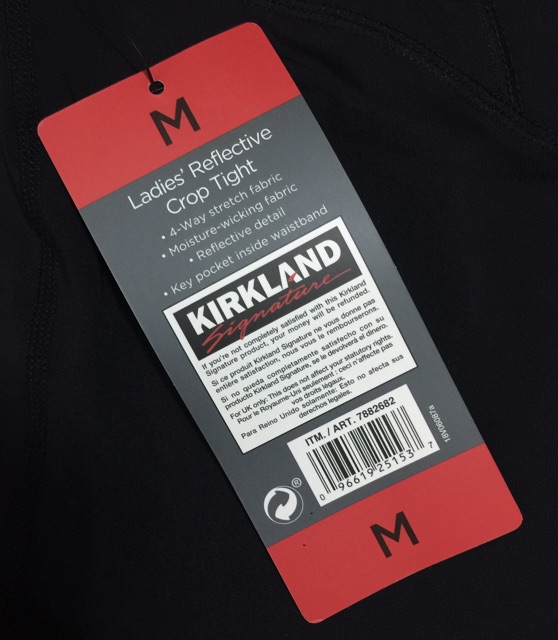 M
Ladies' Reflective
Crop Tight
• 4-Way stretch fabric
• Moisture-wicking fabric
• Reflective detail
• Key pocket inside waistband
KIRKLAND
Signature
If you're not completely satisfied with this Kirkland
Signature product, your money will be refunded.
Si ce produit Kirkland Signature ne vous donne pas
entière satisfaction, nous vous le rembourserons.
Si no queda completamente satisfecho con su
producto Kirkland Signature, se le devolverá el dinero.
For UK only: This does not affect your statutory rights.
Pour le Royaume-Uni seulement : ceci n'affecte pas
vos droits légaux.
Para Reino Unido solamente: Esto no afecta sus
derechos legales.
ITM. / ART. 7882682
0 96619 25153 7
18V06087a
®
M